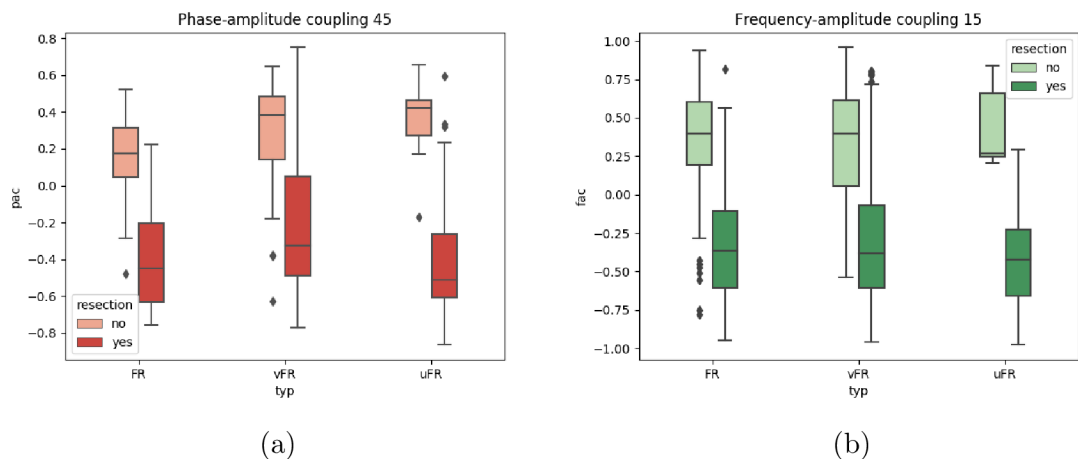 Phase-amplitude coupling 45
0.8
0.6
0.4
0.2
0.0
−0.2
−0.4
−0.6
−0.8
pac
resection
no
yes
FR
vFR
uFR
typ
(a)
Frequency-amplitude coupling 15
1.00
0.75
0.50
0.25
0.00
−0.25
−0.50
−0.75
−1.00
fac
resection
no
yes
FR
vFR
uFR
typ
(b)